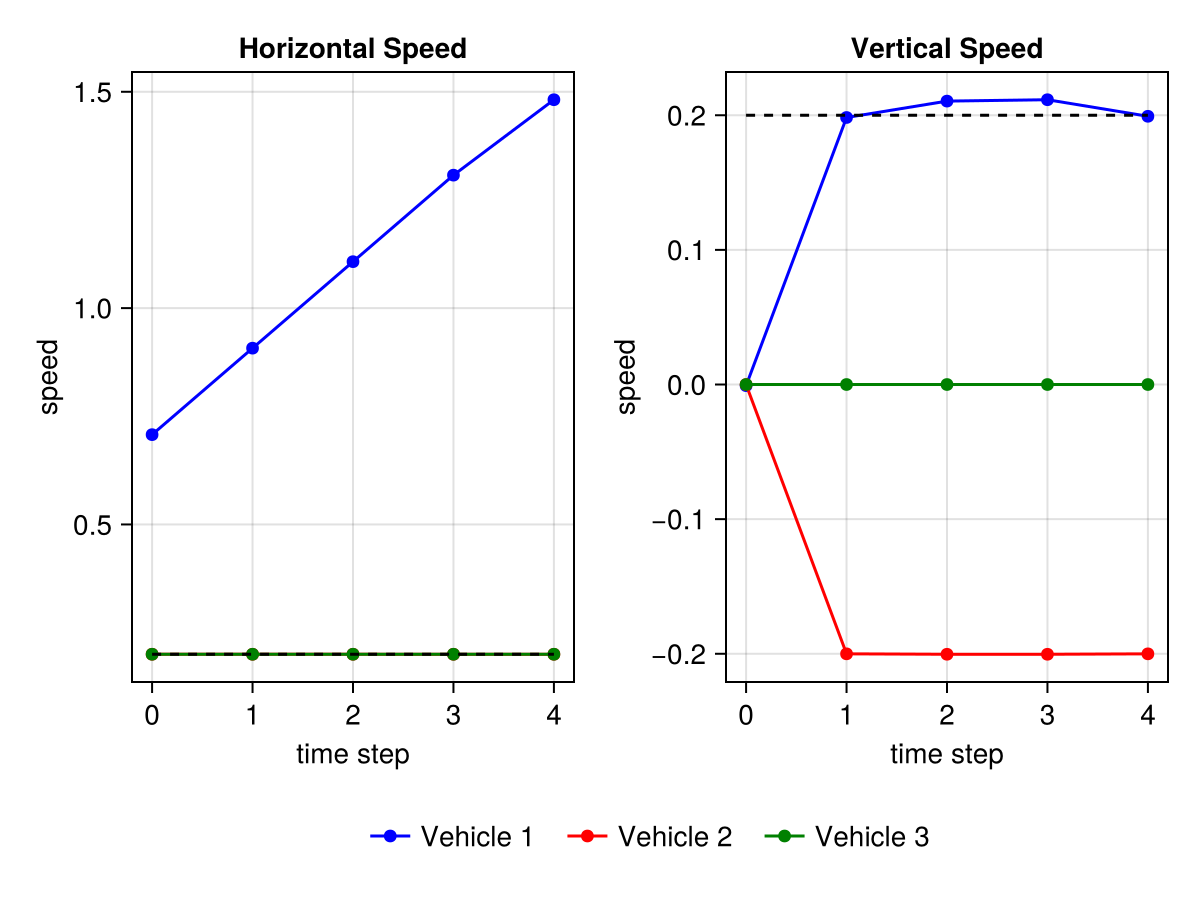 Horizontal Speed
Vertical Speed
1.5
1.0
0.5
speed
0 1 2 3 4
time step
0.2
0.1
0.0
−0.1
−0.2
speed
0 1 2 3 4
time step
Vehicle 1 Vehicle 2 Vehicle 3